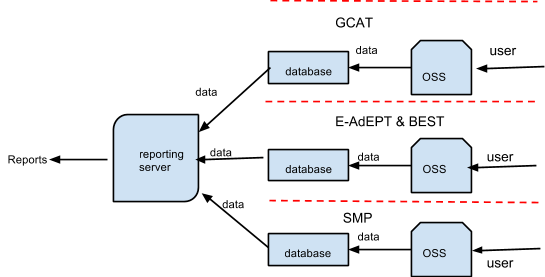 GCAT
data
user
database
OSS
data
E-AdEPT & BEST
reporting
server
data
data
user
Reports
database
OSS
data
SMP
data
database
OSS
user